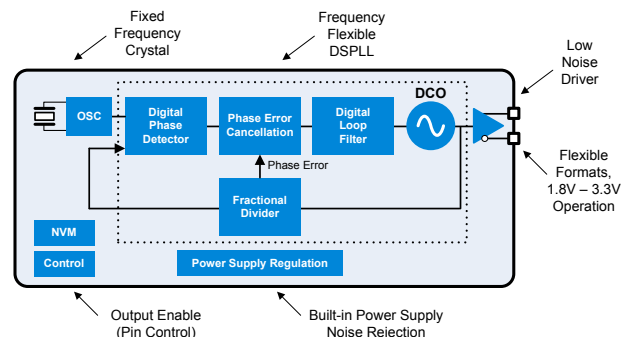 Fixed
Frequency
Crystal
Frequency
Flexible
DSPLL
Low
Noise
Driver
OSC
Digital
Phase
Detector
Phase Error
Cancellation
Digital
Loop
Filter
DCO
Phase Error
Fractional
Divider
Flexible
Formats,
1.8V – 3.3V
Operation
NVM
Control
Power Supply Regulation
Output Enable
(Pin Control)
Built-in Power Supply
Noise Rejection